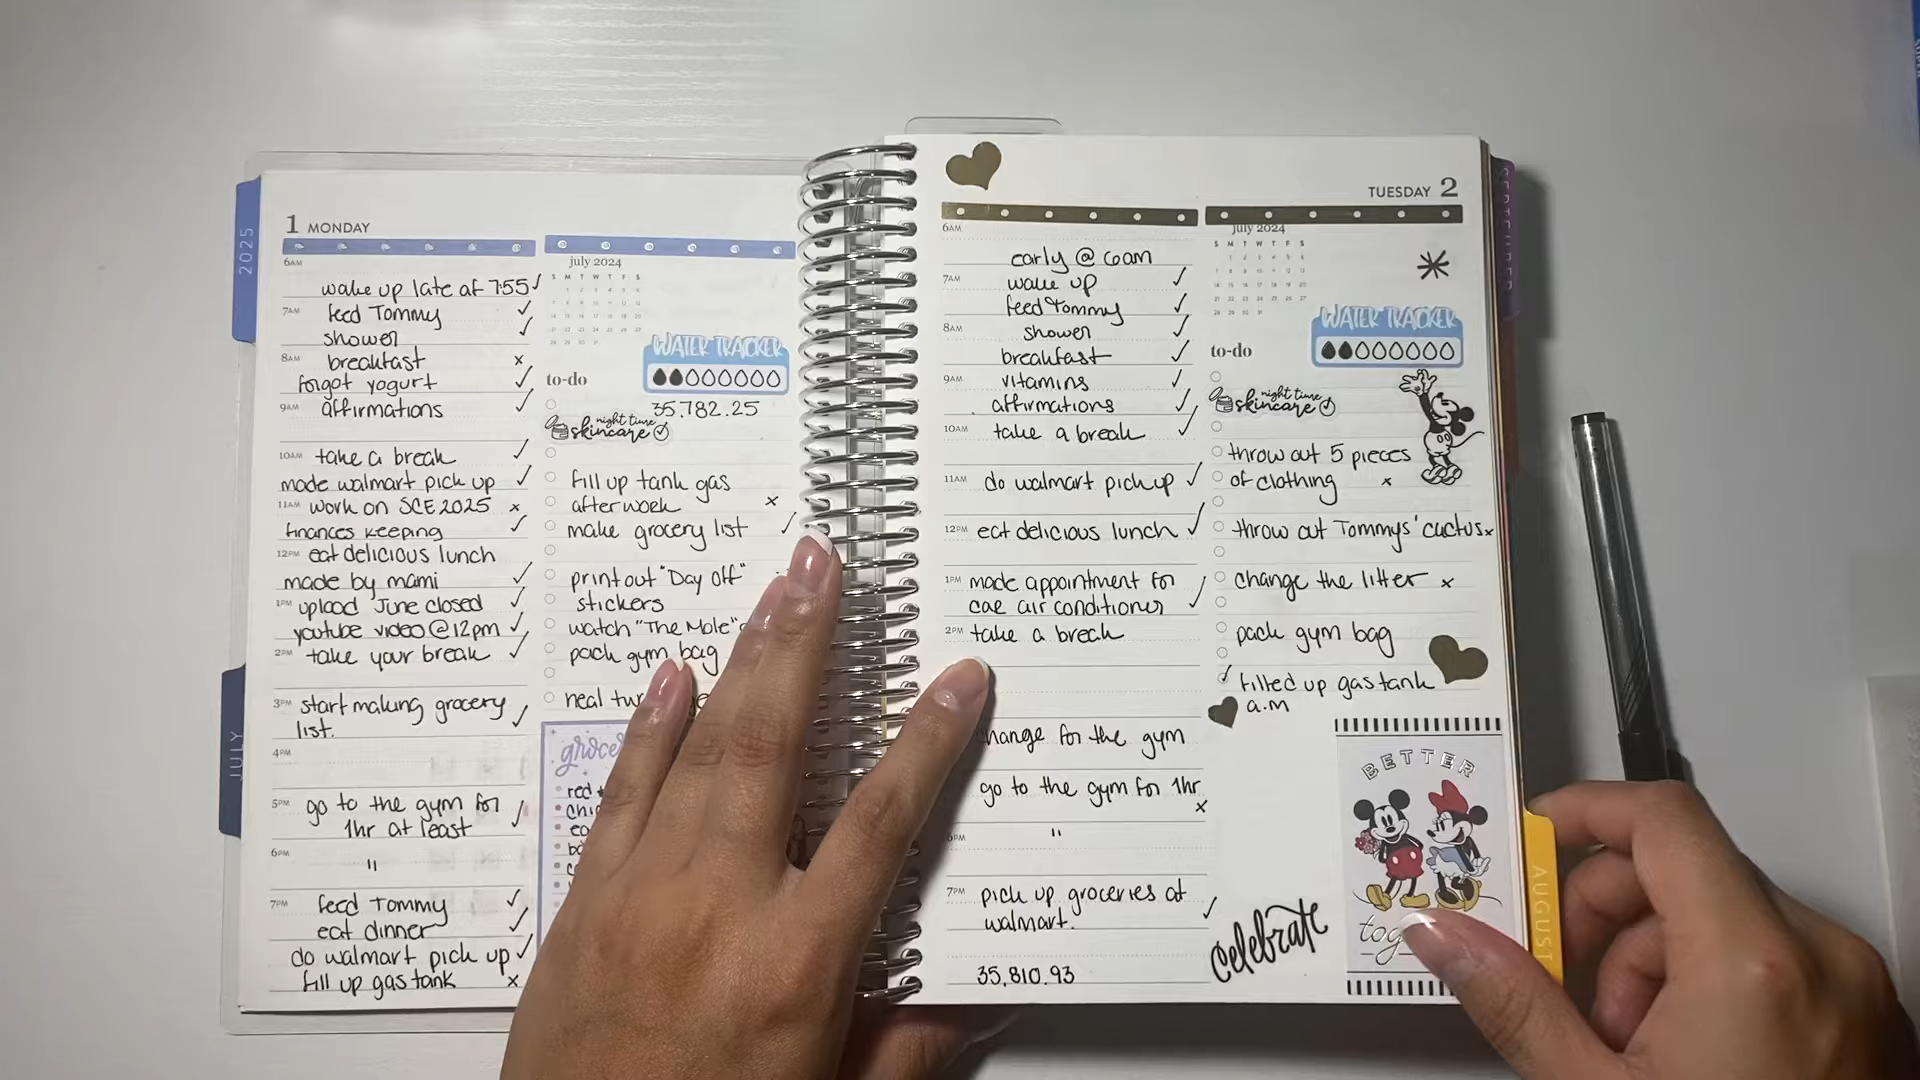 2025
JULY
1 MONDAY
6AM
wake up late at 7:55 ✓
7AM
feed Tommy ✓
shower ✓
8AM
breakfast x
forgot yogurt ✓
9AM
affirmations ✓
10AM
take a break ✓
made walmart pick up ✓
11AM
work on SCE 2025 x
finances keeping ✓
12PM
eat delicious lunch
made by mami ✓
1PM
upload June closed ✓
youtube video @ 12pm ✓
2PM
take your break ✓
3PM
start making grocery
list. ✓
4PM
5PM
go to the gym for
1hr at least ✓
6PM
"
7PM
feed Tommy ✓
eat dinner ✓
do walmart pick up ✓
fill up gas tank x
july 2024
S M T W T F S
WATER TRACKER
to-do
35,782.25
night time
skincare
fill up tank gas
after work x
make grocery list ✓
print out "Day Off"
stickers
watch "The Mole"
pack gym bag
red
TUESDAY 2
6AM
early @ 6am
7AM
wake up ✓
feed Tommy ✓
8AM
shower ✓
breakfast ✓
9AM
vitamins ✓
affirmations ✓
10AM
take a break ✓
11AM
do walmart pickup ✓
12PM
eat delicious lunch ✓
1PM
made appointment for
car air conditioner ✓
2PM
take a break
change for the gym
go to the gym for 1hr
x
6PM
"
7PM
pick up groceries at
walmart. ✓
35,810.93
july 2024
S M T W T F S
WATER TRACKER
to-do
night time
skincare
throw out 5 pieces
of clothing x
throw out Tommys' cactus x
change the litter x
pack gym bag
✓ filled up gas tank
a.m
BETTER
celebrate
SEPTEMBER
AUGUST